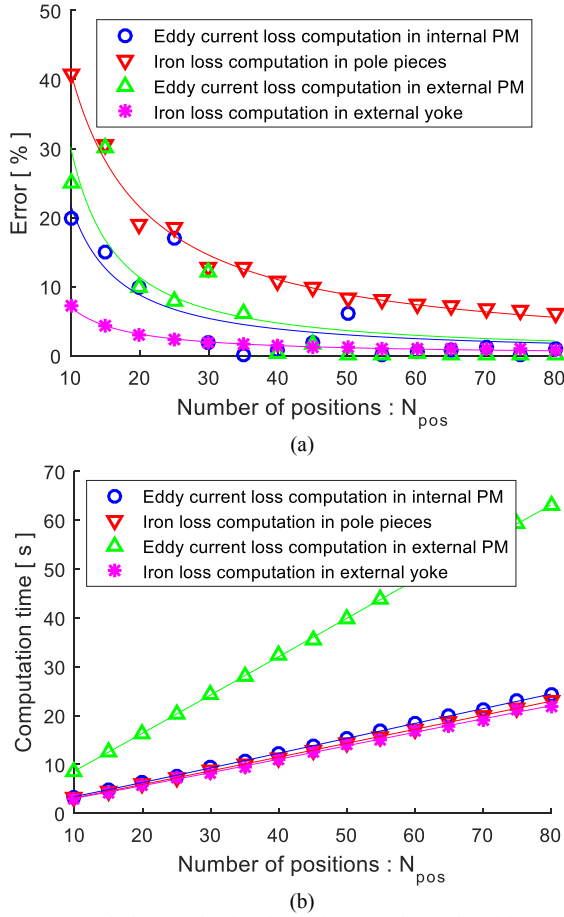 50
40
30
20
10
0
Error [ % ]
Eddy current loss computation in internal PM
Iron loss computation in pole pieces
Eddy current loss computation in external PM
Iron loss computation in external yoke
10 20 30 40 50 60 70 80
Number of positions : N_pos
(a)
70
60
50
40
30
20
10
0
Computation time [ s ]
Eddy current loss computation in internal PM
Iron loss computation in pole pieces
Eddy current loss computation in external PM
Iron loss computation in external yoke
10 20 30 40 50 60 70 80
Number of positions : N_pos
(b)